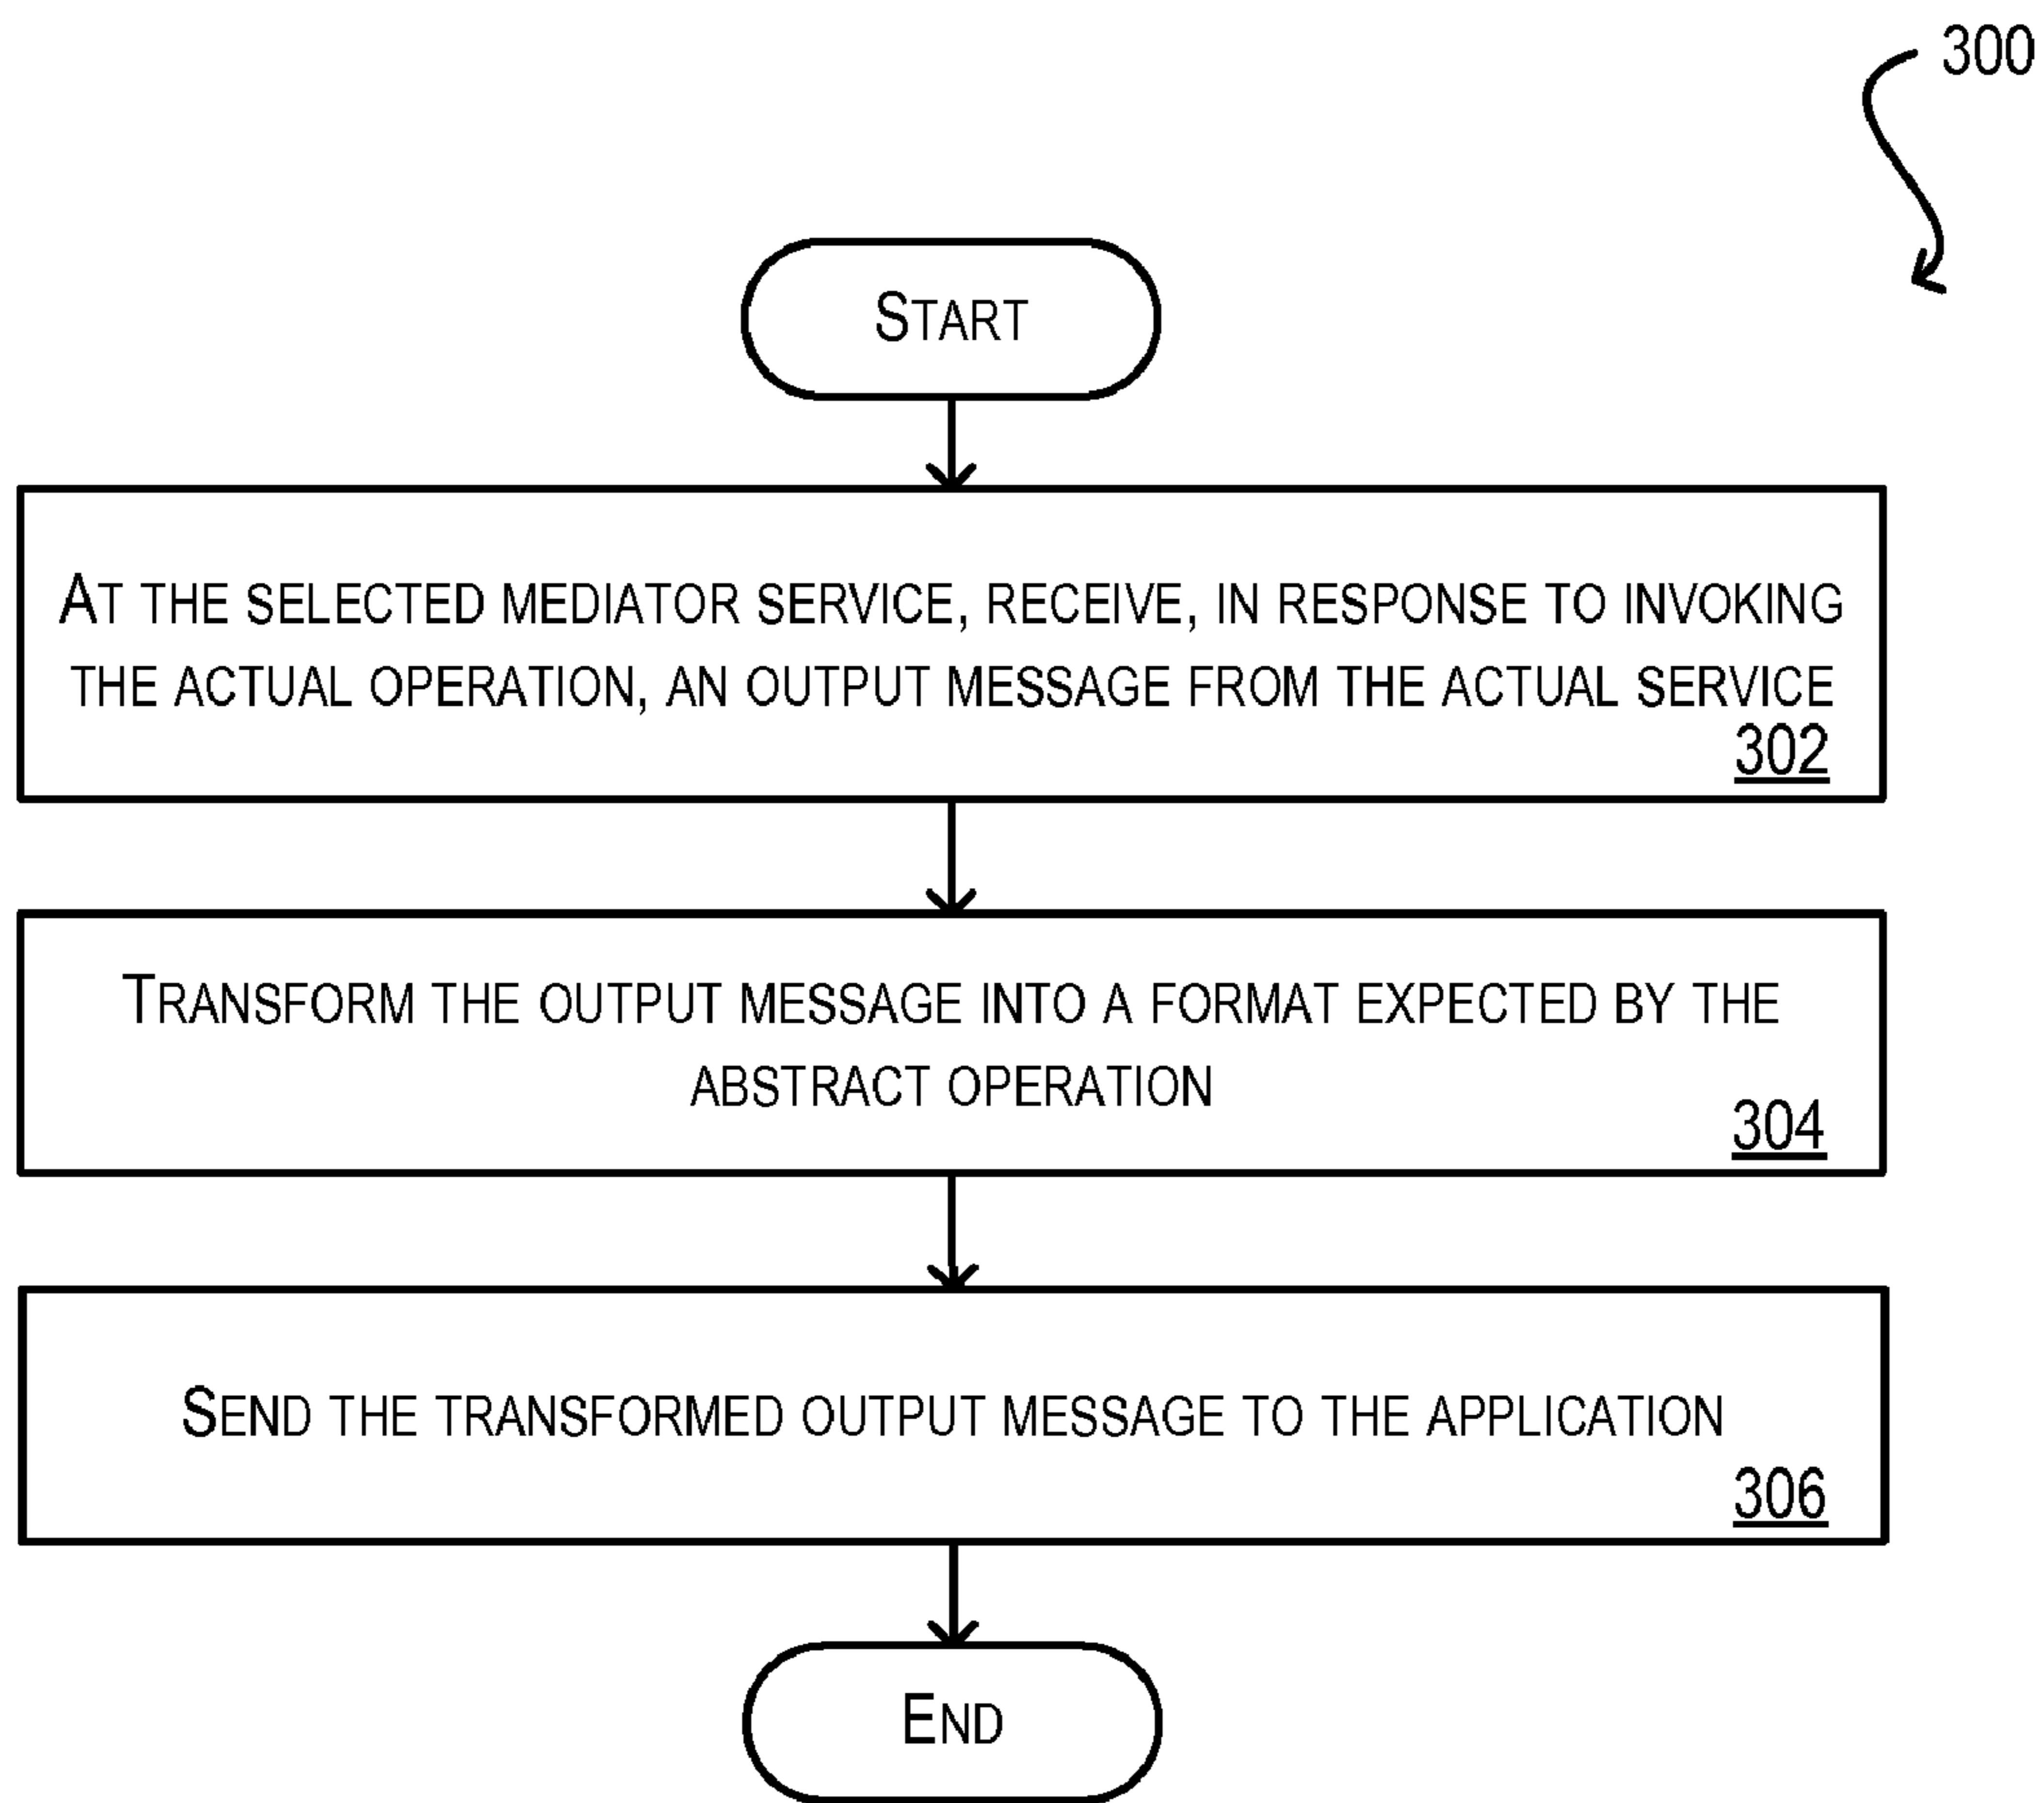 300
START
AT THE SELECTED MEDIATOR SERVICE, RECEIVE, IN RESPONSE TO INVOKING
THE ACTUAL OPERATION, AN OUTPUT MESSAGE FROM THE ACTUAL SERVICE
302
TRANSFORM THE OUTPUT MESSAGE INTO A FORMAT EXPECTED BY THE
ABSTRACT OPERATION
304
SEND THE TRANSFORMED OUTPUT MESSAGE TO THE APPLICATION
306
END